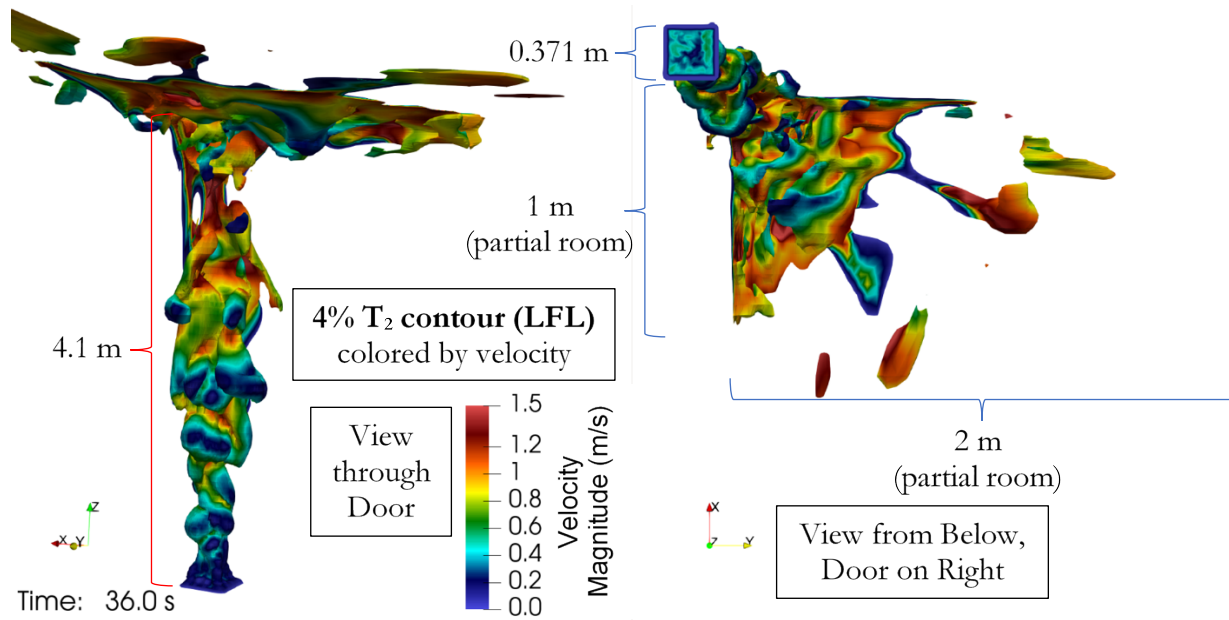 0.371 m
1 m
(partial room)
4.1 m
4% T₂ contour (LFL)
colored by velocity
View
through
Door
1.5
1.2
1
0.8
0.6
0.4
0.2
0.0
Velocity
Magnitude (m/s)
2 m
(partial room)
View from Below,
Door on Right
Z
X
Y
X
Z
Y
Time: 36.0 s